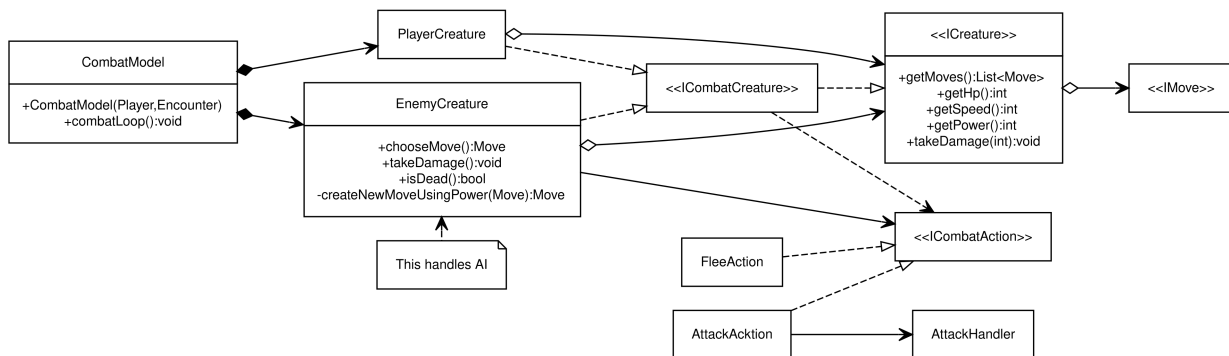 CombatModel
+CombatModel(Player,Encounter)
+combatLoop():void
PlayerCreature
EnemyCreature
+chooseMove():Move
+takeDamage():void
+isDead():bool
-createNewMoveUsingPower(Move):Move
This handles AI
<<ICombatCreature>>
<<ICreature>>
+getMoves():List<Move>
+getHp():int
+getSpeed():int
+getPower():int
+takeDamage(int):void
<<IMove>>
<<ICombatAction>>
FleeAction
AttackAcktion
AttackHandler